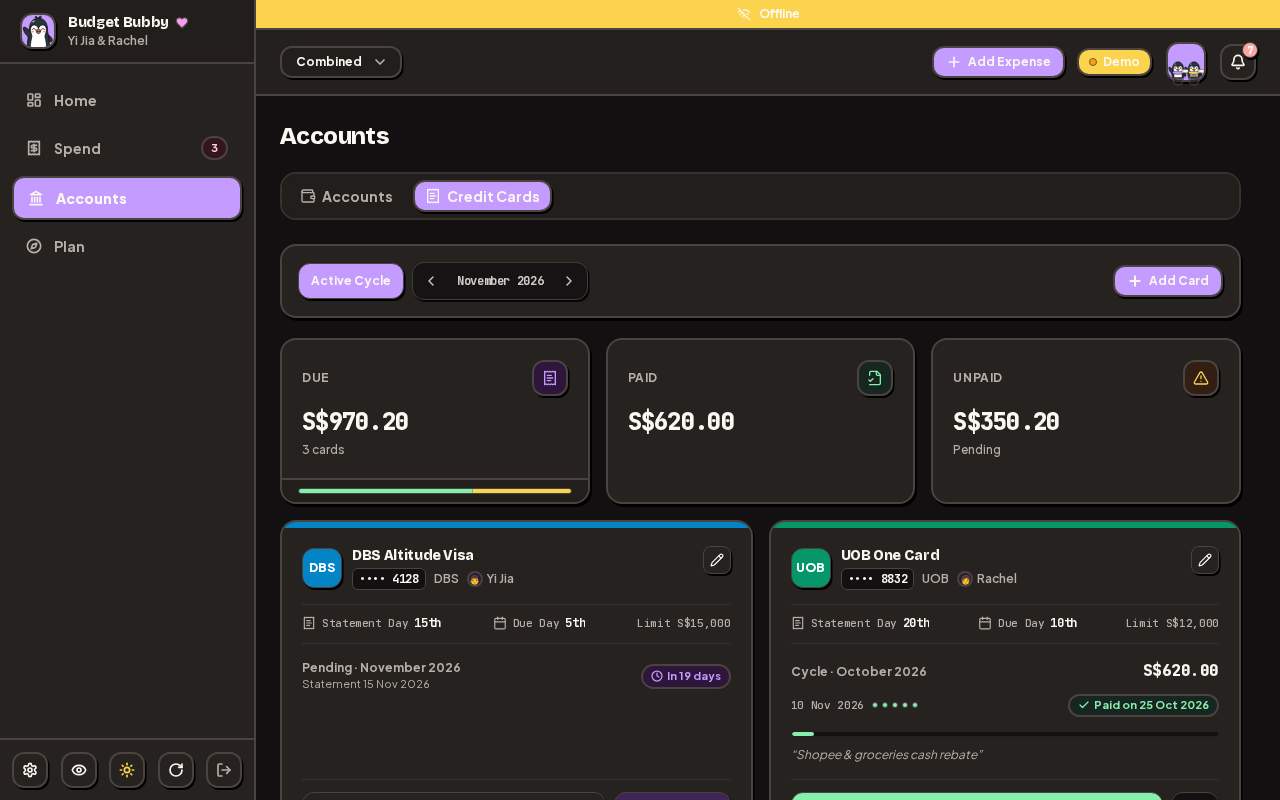 Budget Bubby
Yi Jia & Rachel
Offline
Combined
Add Expense
Demo
7
Home
Spend
3
Accounts
Plan
Accounts
Accounts
Credit Cards
Active Cycle
November 2026
Add Card
DUE
S$970.20
3 cards
PAID
S$620.00
UNPAID
S$350.20
Pending
DBS
DBS Altitude Visa
•••• 4128
DBS
Yi Jia
Statement Day 15th
Due Day 5th
Limit S$15,000
Pending · November 2026
Statement 15 Nov 2026
In 19 days
UOB
UOB One Card
•••• 8832
UOB
Rachel
Statement Day 20th
Due Day 10th
Limit S$12,000
Cycle · October 2026
S$620.00
10 Nov 2026
Paid on 25 Oct 2026
“Shopee & groceries cash rebate”